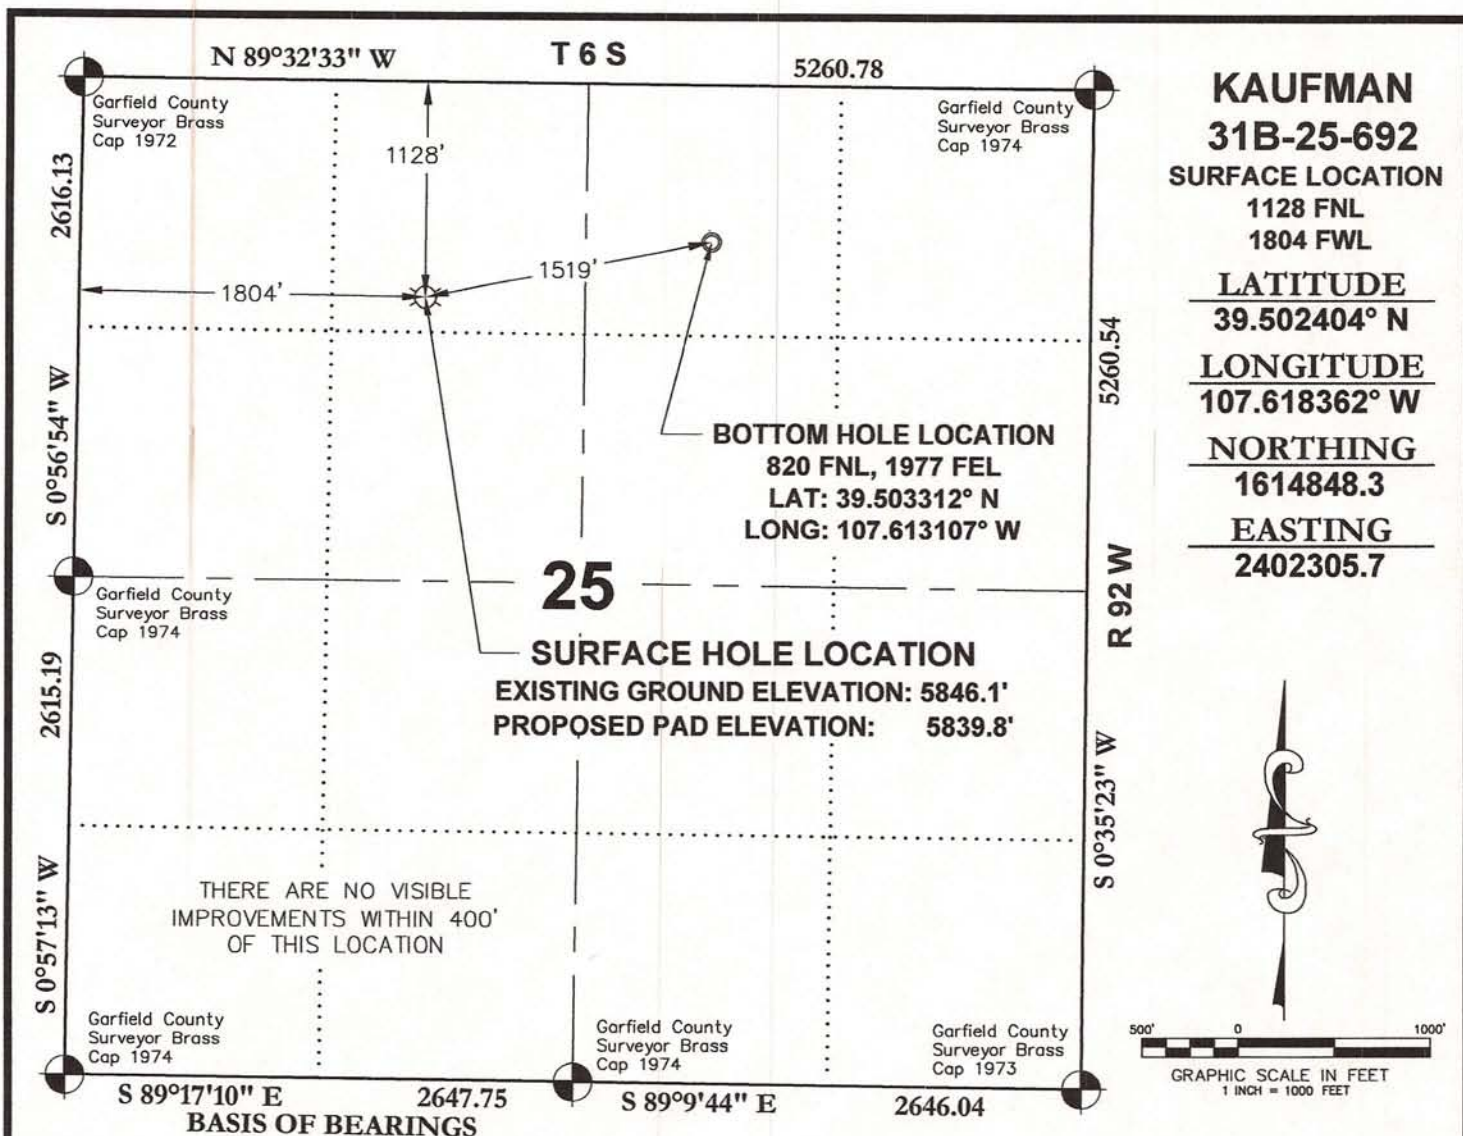 N 89°32'33" W
T 6 S
5260.78
Garfield County
Surveyor Brass
Cap 1972
Garfield County
Surveyor Brass
Cap 1974
1128'
2616.13
1519'
1804'
S 0°56'54" W
5260.54
BOTTOM HOLE LOCATION
820 FNL, 1977 FEL
LAT: 39.503312° N
LONG: 107.613107° W
25
Garfield County
Surveyor Brass
Cap 1974
R 92 W
SURFACE HOLE LOCATION
EXISTING GROUND ELEVATION: 5846.1'
PROPOSED PAD ELEVATION: 5839.8'
2615.19
S 0°35'23" W
THERE ARE NO VISIBLE
IMPROVEMENTS WITHIN 400'
OF THIS LOCATION
S 0°57'13" W
Garfield County
Surveyor Brass
Cap 1974
Garfield County
Surveyor Brass
Cap 1974
Garfield County
Surveyor Brass
Cap 1973
S 89°17'10" E
2647.75
S 89°9'44" E
2646.04
BASIS OF BEARINGS
KAUFMAN
31B-25-692
SURFACE LOCATION
1128 FNL
1804 FWL
LATITUDE
39.502404° N
LONGITUDE
107.618362° W
NORTHING
1614848.3
EASTING
2402305.7
500' 0 1000'
GRAPHIC SCALE IN FEET
1 INCH = 1000 FEET